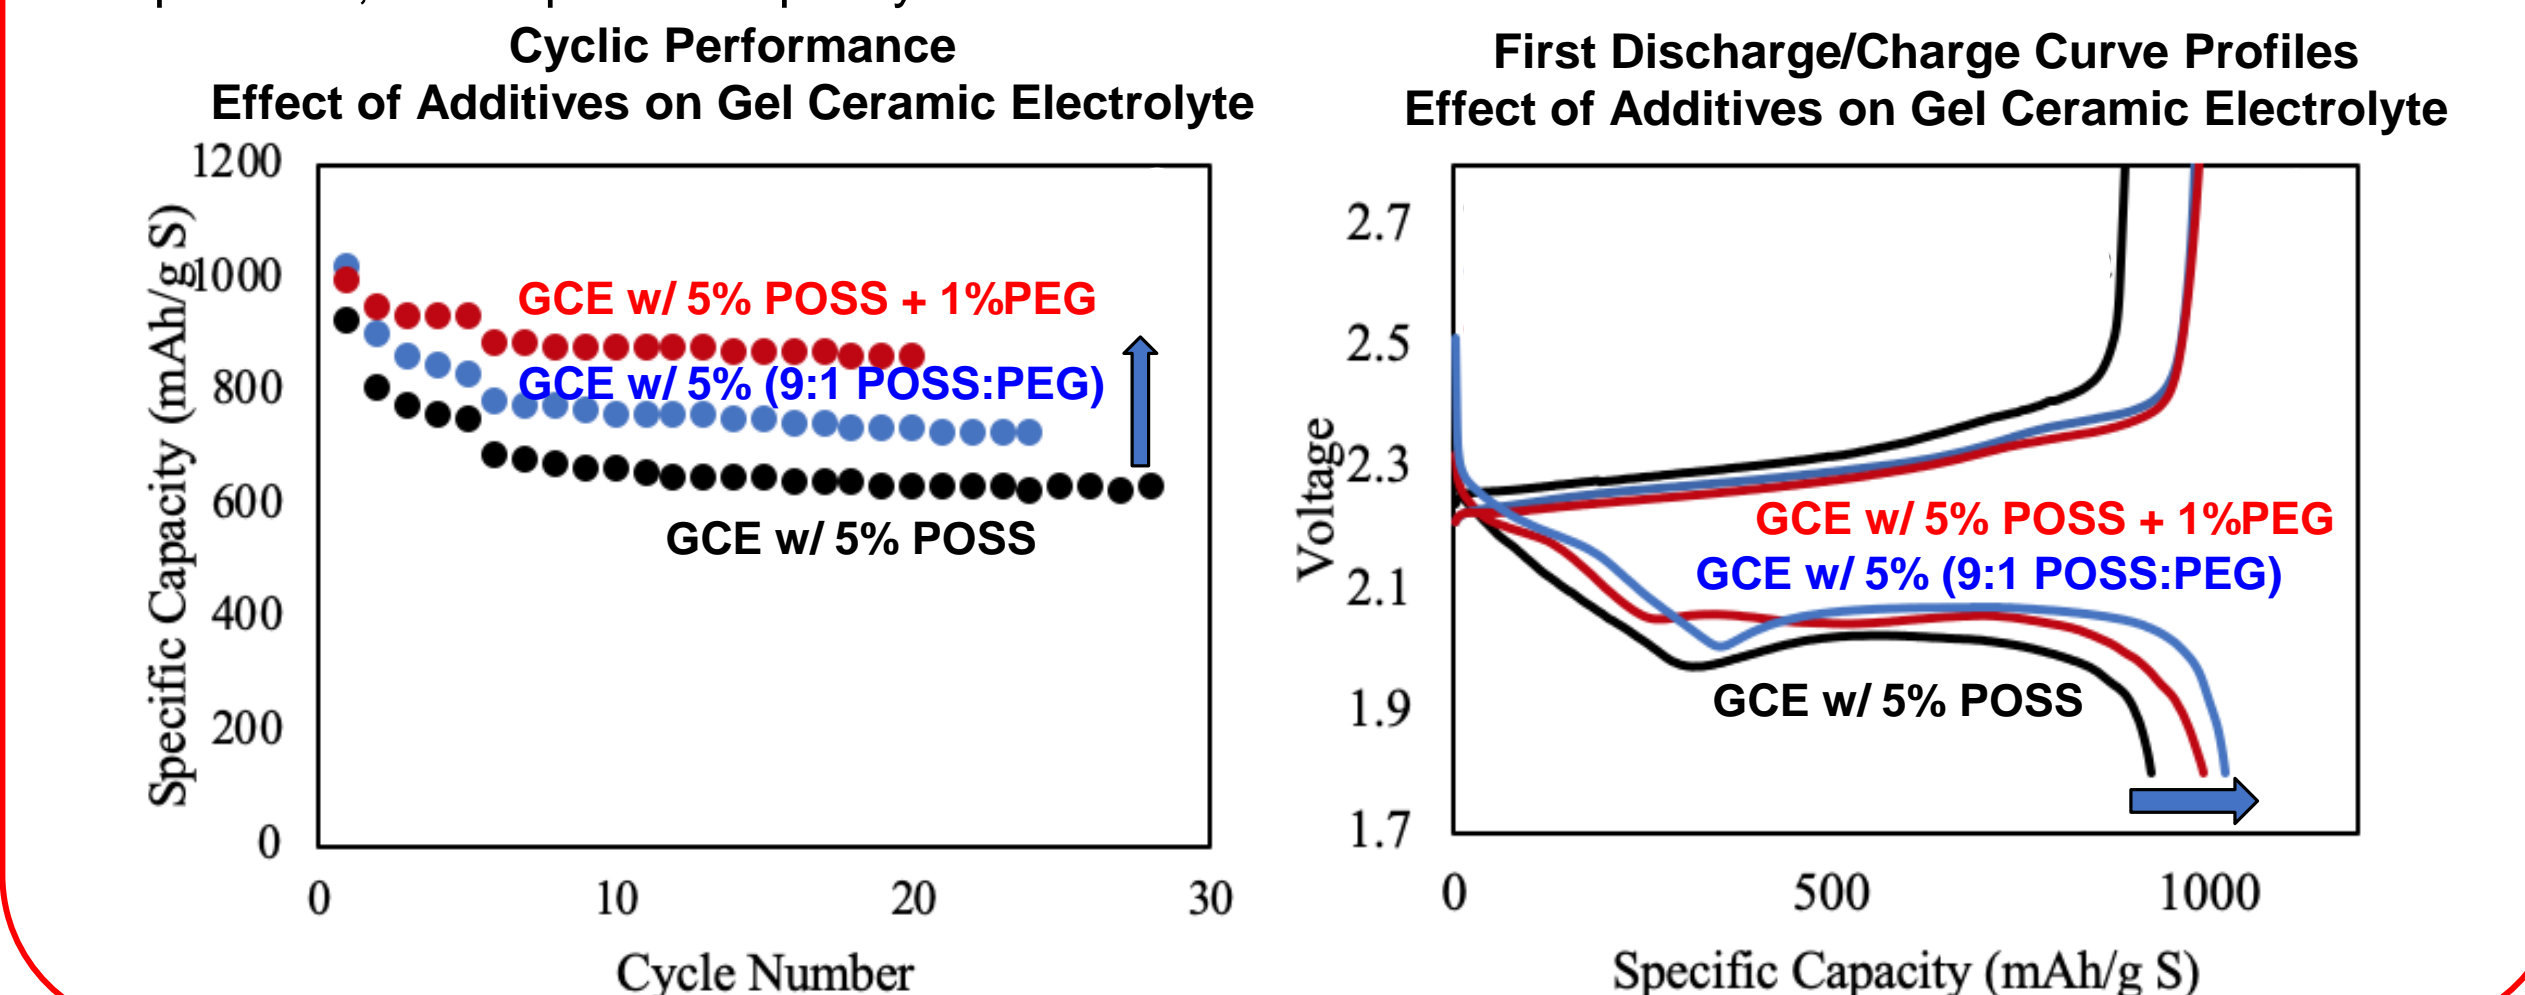 Cyclic Performance
Effect of Additives on Gel Ceramic Electrolyte
1200
1000
800
600
400
200
0
Specific Capacity (mAh/g S)
GCE w/ 5% POSS + 1%PEG
GCE w/ 5% (9:1 POSS:PEG)
GCE w/ 5% POSS
0 10 20 30
Cycle Number
First Discharge/Charge Curve Profiles
Effect of Additives on Gel Ceramic Electrolyte
2.7
2.5
2.3
2.1
1.9
1.7
Voltage
GCE w/ 5% POSS + 1%PEG
GCE w/ 5% (9:1 POSS:PEG)
GCE w/ 5% POSS
0 500 1000
Specific Capacity (mAh/g S)